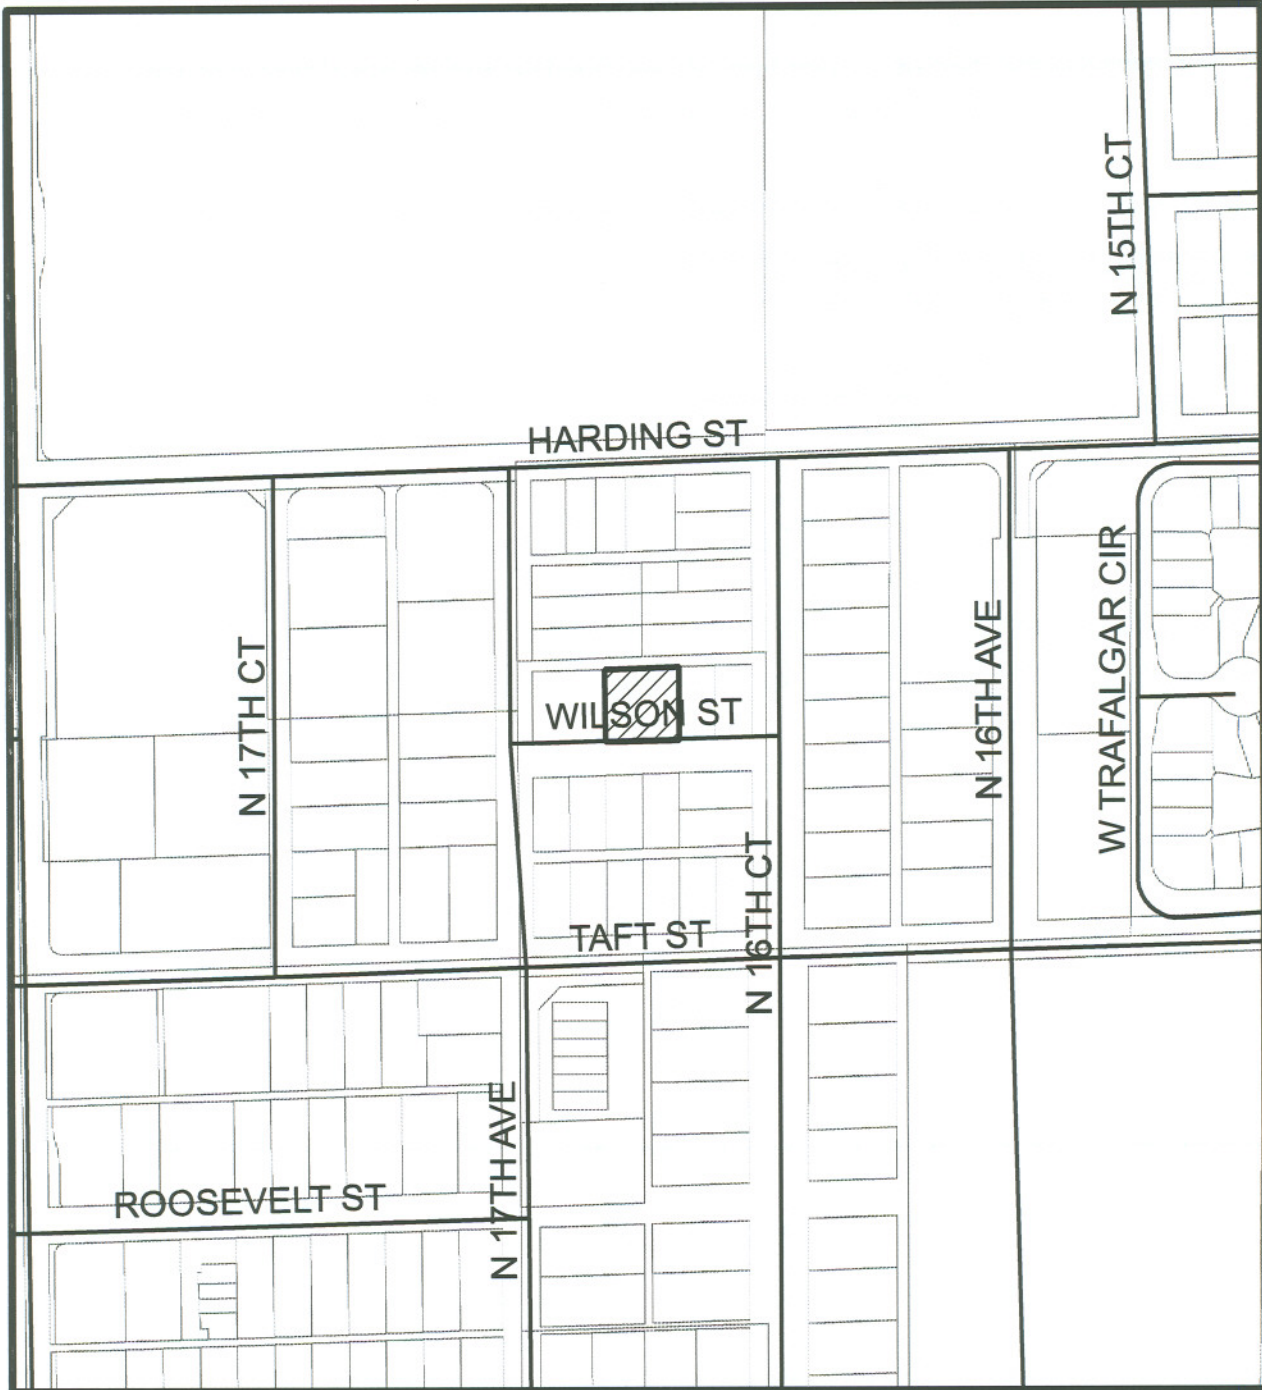 N 15TH CT
HARDING ST
W TRAFALGAR CIR
N 16TH AVE
N 17TH CT
WILSON ST
N 16TH CT
TAFT ST
N 17TH AVE
ROOSEVELT ST